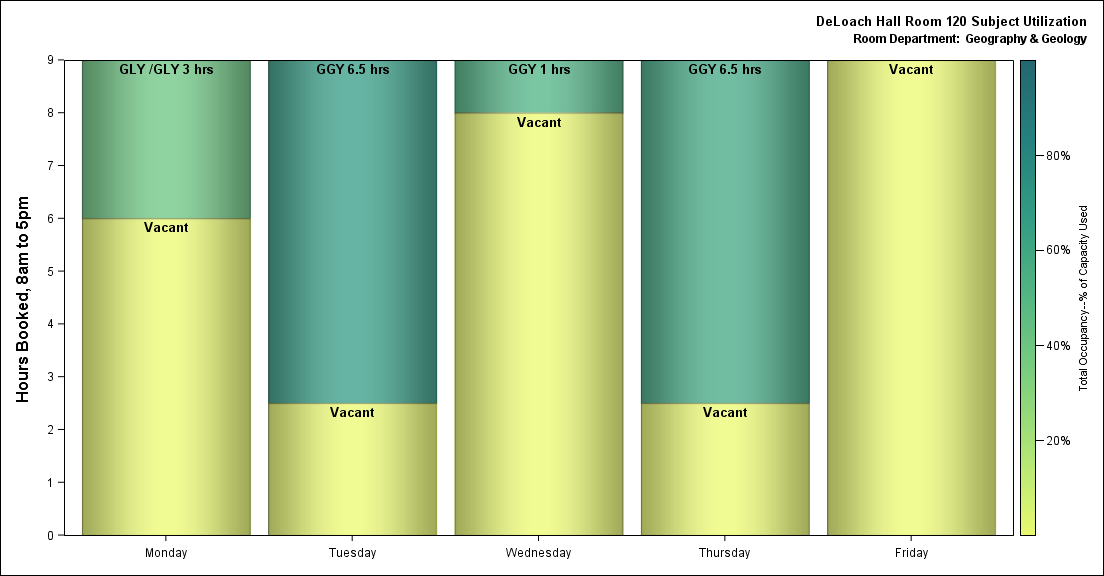 DeLoach Hall Room 120 Subject Utilization
Room Department: Geography & Geology
Hours Booked, 8am to 5pm
9
8
7
6
5
4
3
2
1
0
GLY /GLY 3 hrs
Vacant
GGY 6.5 hrs
Vacant
GGY 1 hrs
Vacant
GGY 6.5 hrs
Vacant
Vacant
Monday
Tuesday
Wednesday
Thursday
Friday
80%
60%
40%
20%
Total Occupancy--% of Capacity Used